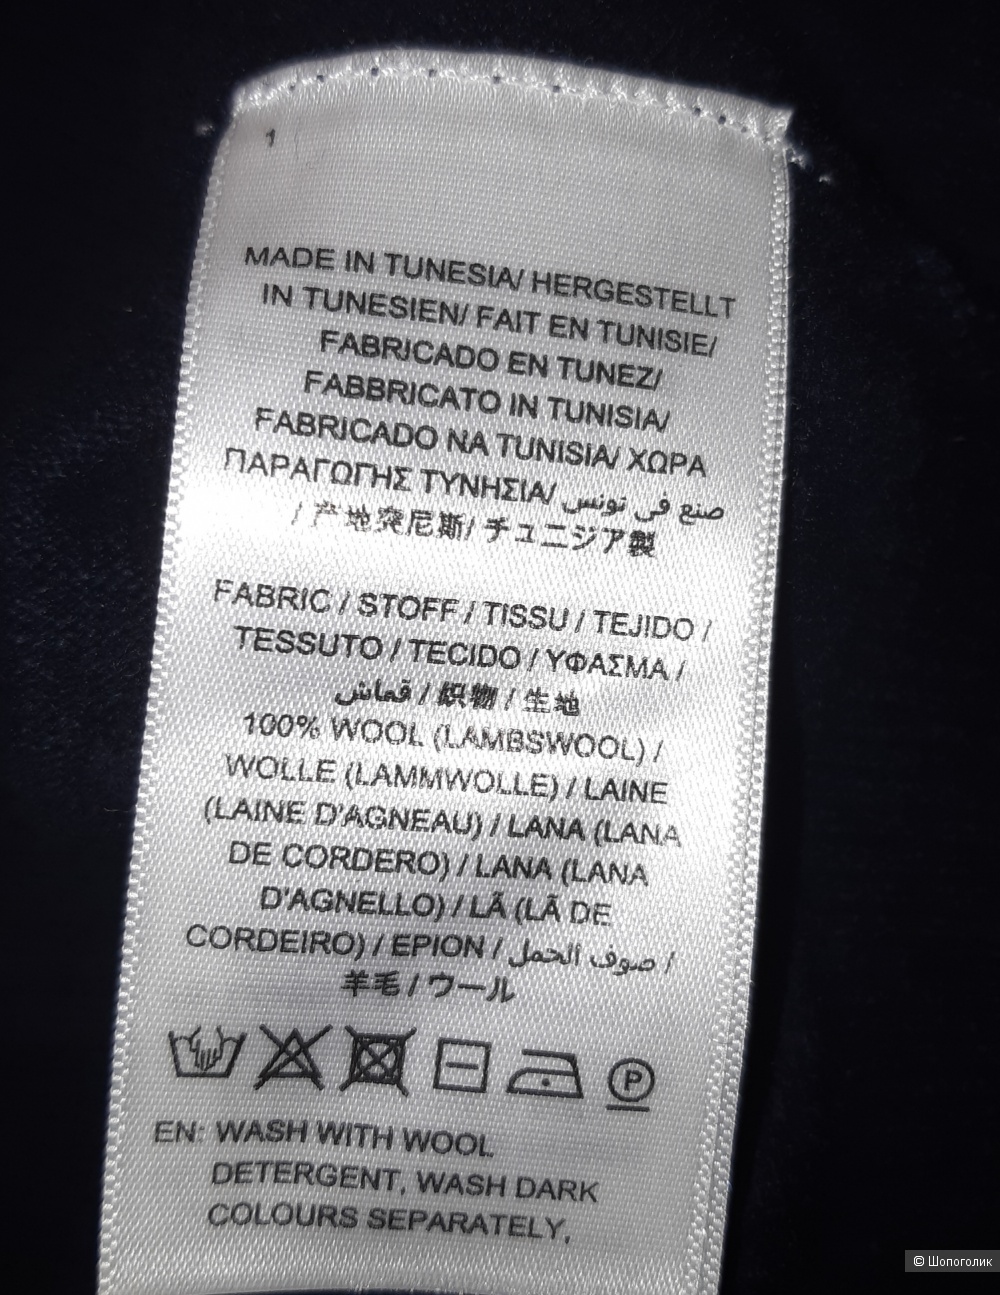 1
MADE IN TUNESIA/ HERGESTELLT
IN TUNESIEN/ FAIT EN TUNISIE/
FABRICADO EN TUNEZ/
FABBRICATO IN TUNISIA/
FABRICADO NA TUNISIA/ ΧΩΡΑ
ΠΑΡΑΓΩΓΗΣ ΤΥΝΗΣΙΑ/ صنع في تونس
/ 产地突尼斯/ チュニジア製
FABRIC / STOFF / TISSU / TEJIDO /
TESSUTO / TECIDO / ΥΦΑΣΜΑ /
قماش / 织物 / 生地
100% WOOL (LAMBSWOOL) /
WOLLE (LAMMWOLLE) / LAINE
(LAINE D'AGNEAU) / LANA (LANA
DE CORDERO) / LANA (LANA
D'AGNELLO) / LÃ (LÃ DE
CORDEIRO) / ΕΡΙΟΝ / صوف الحمل /
羊毛 / ウール
P
EN: WASH WITH WOOL
DETERGENT, WASH DARK
COLOURS SEPARATELY,
© Шопоголик